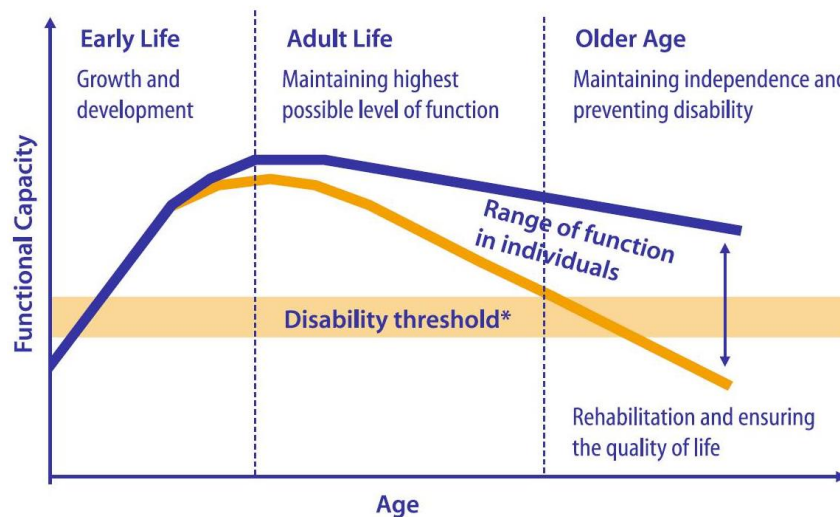 Early Life
Growth and
development
Adult Life
Maintaining highest
possible level of function
Older Age
Maintaining independence and
preventing disability
Functional Capacity
Range of function
in individuals
Disability threshold*
Rehabilitation and ensuring
the quality of life
Age